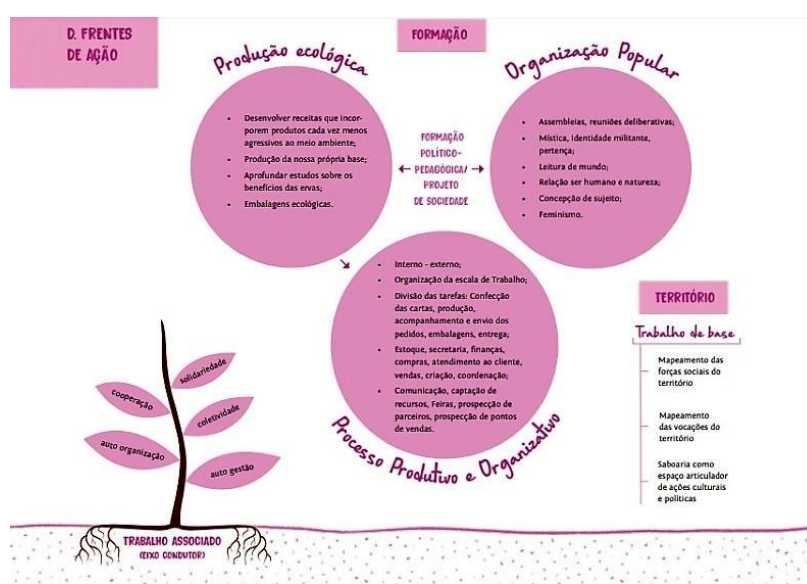 D. FRENTES
DE AÇÃO
FORMAÇÃO
Produção ecológica
• Desenvolver receitas que incor-
porem produtos cada vez menos
agressivos ao meio ambiente;
• Produção da nossa própria base;
• Aprofundar estudos sobre os
benefícios das ervas;
• Embalagens ecológicas.
FORMAÇÃO
POLÍTICO-
PEDAGÓGICA/
PROJETO
DE SOCIEDADE
Organização Popular
• Assembleias, reuniões deliberativas;
• Mística, identidade militante,
pertença;
• Leitura de mundo;
• Relação ser humano e natureza;
• Concepção de sujeito;
• Feminismo.
• Interno - externo;
• Organização da escala de Trabalho;
• Divisão das tarefas: Confecção
das cartas, produção,
acompanhamento e envio dos
pedidos, embalagens, entrega;
• Estoque, secretaria, finanças,
compras, atendimento ao cliente,
vendas, criação, coordenação;
• Comunicação, captação de
recursos, Feiras, prospecção de
parceiros, prospecção de pontos
de vendas.
Processo Produtivo e Organizativo
TERRITÓRIO
Trabalho de base
Mapeamento das
forças sociais do
território
Mapeamento
das vocações do
território
Saboaria como
espaço articulador
de ações culturais
e políticas
solidariedade
cooperação
coletividade
auto organização
auto gestão
TRABALHO ASSOCIADO
(EIXO CONDUTOR)